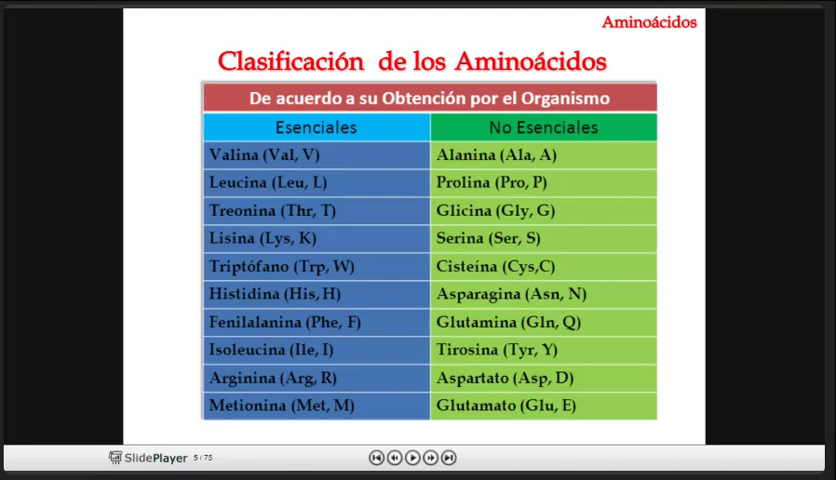 Aminoácidos
Clasificación de los Aminoácidos
De acuerdo a su Obtención por el Organismo
Esenciales No Esenciales
Valina (Val, V) Alanina (Ala, A)
Leucina (Leu, L) Prolina (Pro, P)
Treonina (Thr, T) Glicina (Gly, G)
Lisina (Lys, K) Serina (Ser, S)
Triptófano (Trp, W) Cisteína (Cys,C)
Histidina (His, H) Asparagina (Asn, N)
Fenilalanina (Phe, F) Glutamina (Gln, Q)
Isoleucina (Ile, I) Tirosina (Tyr, Y)
Arginina (Arg, R) Aspartato (Asp, D)
Metionina (Met, M) Glutamato (Glu, E)
SlidePlayer 5 / 75